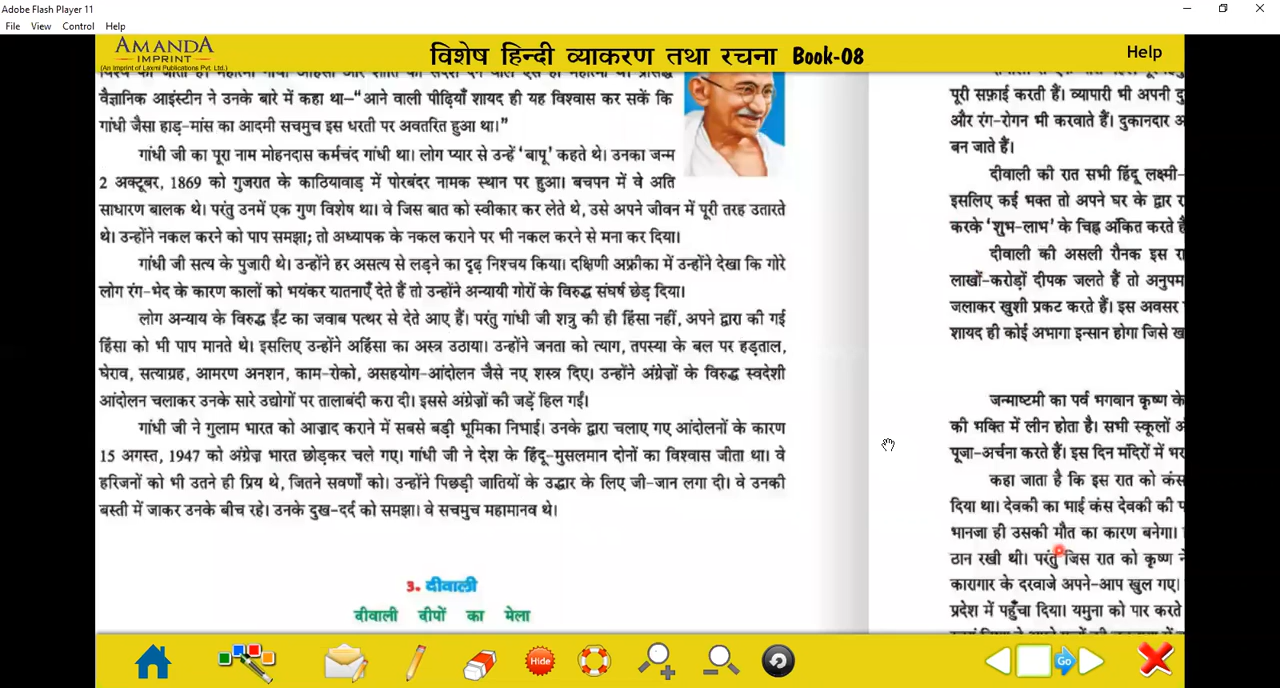 Adobe Flash Player 11
File View Control Help
AMANDA
IMPRINT
(An Imprint of Laxmi Publications Pvt. Ltd.)
विशेष हिन्दी व्याकरण तथा रचना Book-08
Help
वैज्ञानिक आइंस्टीन ने उनके बारे में कहा था–“आने वाली पीढ़ियाँ शायद ही यह विश्वास कर सकें कि
गांधी जैसा हाड़-मांस का आदमी सचमुच इस धरती पर अवतरित हुआ था।”
गांधी जी का पूरा नाम मोहनदास कर्मचंद गांधी था। लोग प्यार से उन्हें ‘बापू’ कहते थे। उनका जन्म
2 अक्टूबर, 1869 को गुजरात के काठियावाड़ में पोरबंदर नामक स्थान पर हुआ। बचपन में वे अति
साधारण बालक थे। परंतु उनमें एक गुण विशेष था। वे जिस बात को स्वीकार कर लेते थे, उसे अपने जीवन में पूरी तरह उतारते
थे। उन्होंने नकल करने को पाप समझा; तो अध्यापक के नकल कराने पर भी नकल करने से मना कर दिया।
गांधी जी सत्य के पुजारी थे। उन्होंने हर असत्य से लड़ने का दृढ़ निश्चय किया। दक्षिणी अफ्रीका में उन्होंने देखा कि गोरे
लोग रंग-भेद के कारण कालों को भयंकर यातनाएँ देते हैं तो उन्होंने अन्यायी गोरों के विरुद्ध संघर्ष छेड़ दिया।
लोग अन्याय के विरुद्ध ईंट का जवाब पत्थर से देते आए हैं। परंतु गांधी जी शत्रु की ही हिंसा नहीं, अपने द्वारा की गई
हिंसा को भी पाप मानते थे। इसलिए उन्होंने अहिंसा का अस्त्र उठाया। उन्होंने जनता को त्याग, तपस्या के बल पर हड़ताल,
घेराव, सत्याग्रह, आमरण अनशन, काम-रोको, असहयोग-आंदोलन जैसे नए शस्त्र दिए। उन्होंने अंग्रेज़ों के विरुद्ध स्वदेशी
आंदोलन चलाकर उनके सारे उद्योगों पर तालाबंदी करा दी। इससे अंग्रेज़ों की जड़ें हिल गईं।
गांधी जी ने गुलाम भारत को आज़ाद कराने में सबसे बड़ी भूमिका निभाई। उनके द्वारा चलाए गए आंदोलनों के कारण
15 अगस्त, 1947 को अंग्रेज़ भारत छोड़कर चले गए। गांधी जी ने देश के हिंदू-मुसलमान दोनों का विश्वास जीता था। वे
हरिजनों को भी उतने ही प्रिय थे, जितने सवर्णों को। उन्होंने पिछड़ी जातियों के उद्धार के लिए जी-जान लगा दी। वे उनकी
बस्ती में जाकर उनके बीच रहे। उनके दुख-दर्द को समझा। वे सचमुच महामानव थे।
3. दीवाली
दीवाली दीपों का मेला
पूरी सफ़ाई करती हैं। व्यापारी भी अपनी दु
और रंग-रोगन भी करवाते हैं। दुकानदार अ
बन जाते हैं।
दीवाली की रात सभी हिंदू लक्ष्मी-
इसलिए कई भक्त तो अपने घर के द्वार र
करके ‘शुभ-लाभ’ के चिह्न अंकित करते है
दीवाली की असली रौनक इस रा
लाखों-करोड़ों दीपक जलते हैं तो अनुपम
जलाकर खुशी प्रकट करते हैं। इस अवसर
शायद ही कोई अभागा इन्सान होगा जिसे ख
जन्माष्टमी का पर्व भगवान कृष्ण के
की भक्ति में लीन होता है। सभी स्कूलों अ
पूजा-अर्चना करते हैं। इस दिन मंदिरों में भर
कहा जाता है कि इस रात को कंस
दिया था। देवकी का भाई कंस देवकी की प
भानजा ही उसकी मौत का कारण बनेगा।
ठान रखी थी। परंतु जिस रात को कृष्ण ने
कारागार के दरवाजे अपने-आप खुल गए।
प्रदेश में पहुँचा दिया। यमुना को पार करते
Hide
Go